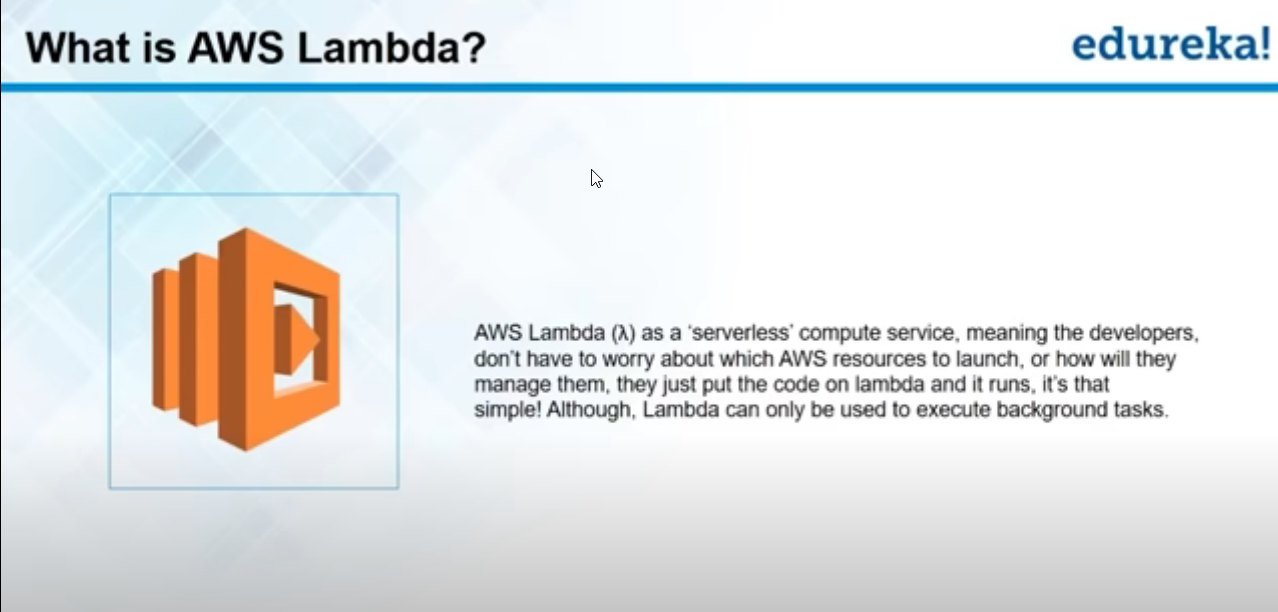 What is AWS Lambda?
edureka!
AWS Lambda (λ) as a ‘serverless’ compute service, meaning the developers,
don’t have to worry about which AWS resources to launch, or how will they
manage them, they just put the code on lambda and it runs, it’s that
simple! Although, Lambda can only be used to execute background tasks.